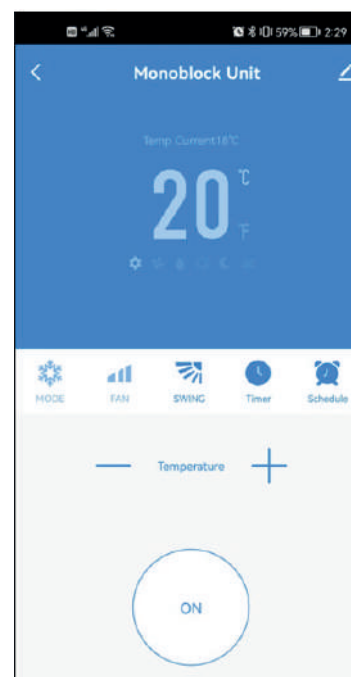 59% 2:29
Monoblock Unit
Temp Current18℃
20 ℃
℉
MODE FAN SWING Timer Schedule
Temperature
ON